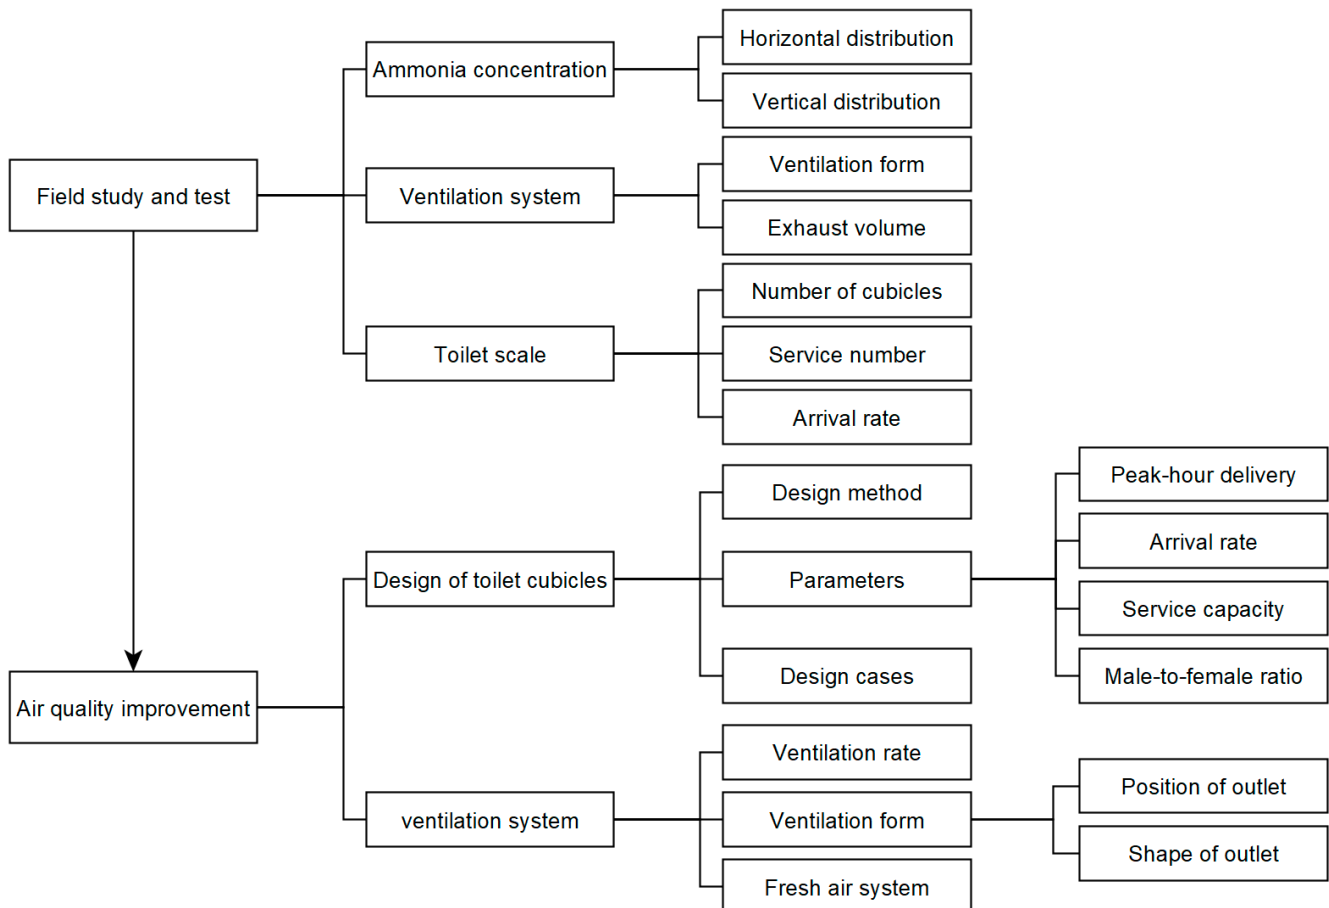 Field study and test
Ammonia concentration
Horizontal distribution
Vertical distribution
Ventilation system
Ventilation form
Exhaust volume
Toilet scale
Number of cubicles
Service number
Arrival rate
Air quality improvement
Design of toilet cubicles
Design method
Parameters
Peak-hour delivery
Arrival rate
Service capacity
Male-to-female ratio
Design cases
ventilation system
Ventilation rate
Ventilation form
Position of outlet
Shape of outlet
Fresh air system